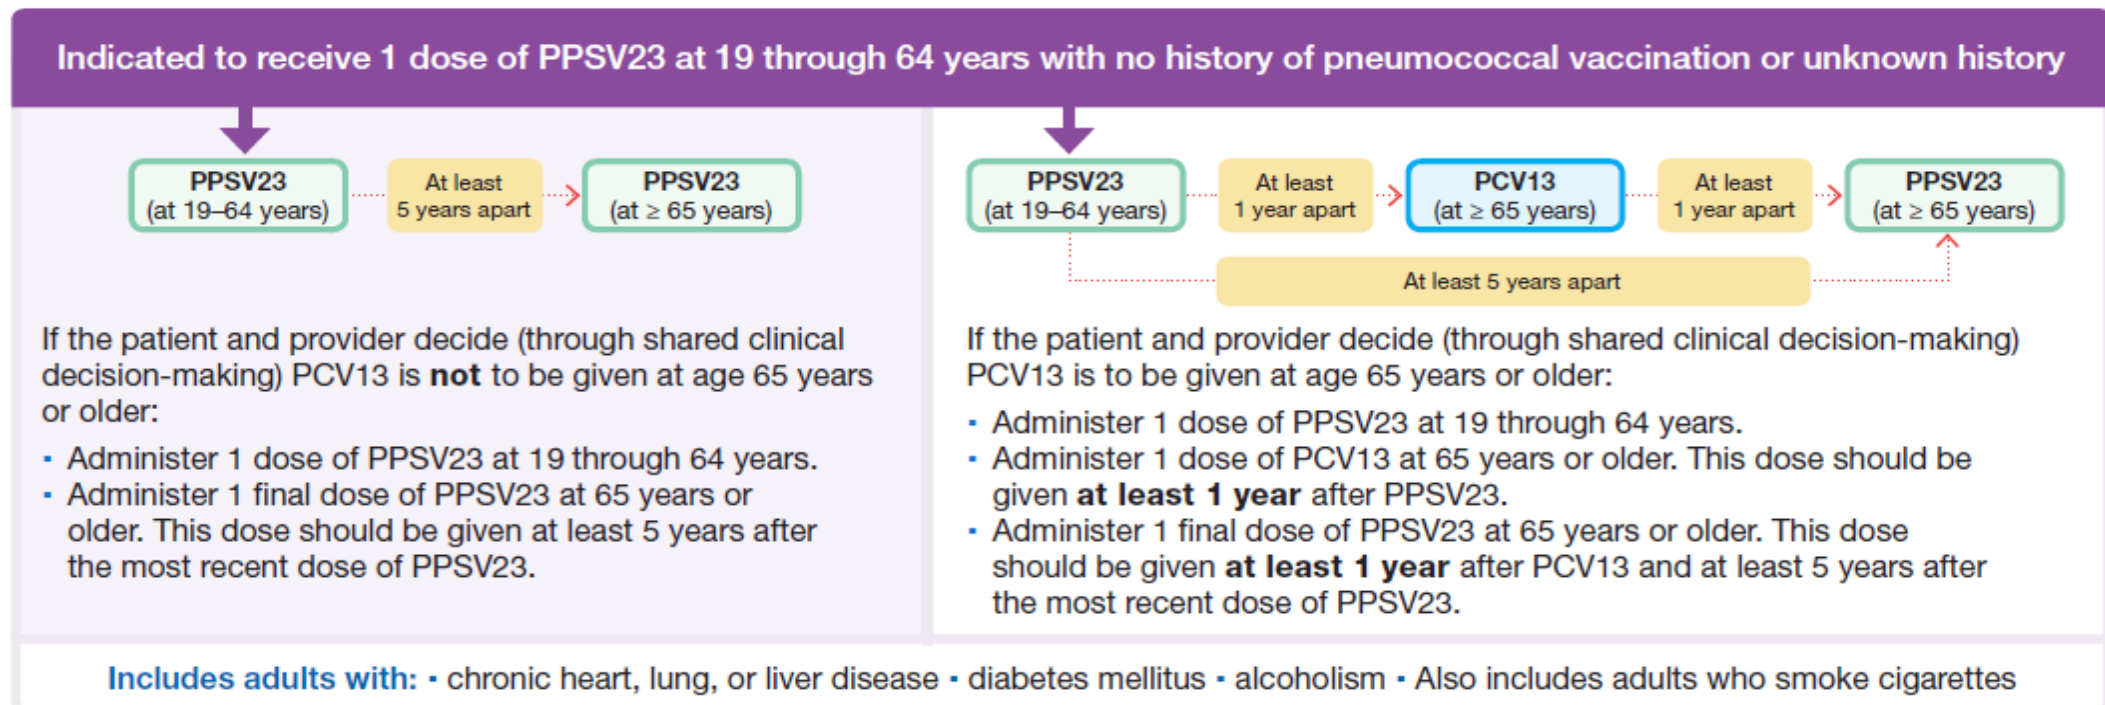 Indicated to receive 1 dose of PPSV23 at 19 through 64 years with no history of pneumococcal vaccination or unknown history
PPSV23
(at 19–64 years)
At least
5 years apart
PPSV23
(at ≥ 65 years)
If the patient and provider decide (through shared clinical
decision-making) PCV13 is not to be given at age 65 years
or older:
▪ Administer 1 dose of PPSV23 at 19 through 64 years.
▪ Administer 1 final dose of PPSV23 at 65 years or
older. This dose should be given at least 5 years after
the most recent dose of PPSV23.
PPSV23
(at 19–64 years)
At least
1 year apart
PCV13
(at ≥ 65 years)
At least
1 year apart
PPSV23
(at ≥ 65 years)
At least 5 years apart
If the patient and provider decide (through shared clinical decision-making)
PCV13 is to be given at age 65 years or older:
▪ Administer 1 dose of PPSV23 at 19 through 64 years.
▪ Administer 1 dose of PCV13 at 65 years or older. This dose should be
given at least 1 year after PPSV23.
▪ Administer 1 final dose of PPSV23 at 65 years or older. This dose
should be given at least 1 year after PCV13 and at least 5 years after
the most recent dose of PPSV23.
Includes adults with: ▪ chronic heart, lung, or liver disease ▪ diabetes mellitus ▪ alcoholism ▪ Also includes adults who smoke cigarettes